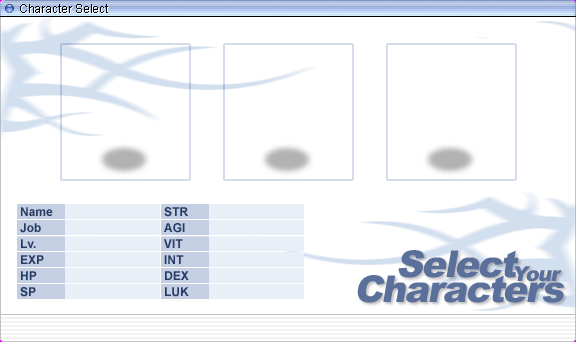 Character Select
Name STR
Job AGI
Lv. VIT
EXP INT
HP DEX
SP LUK
Select Your
Characters